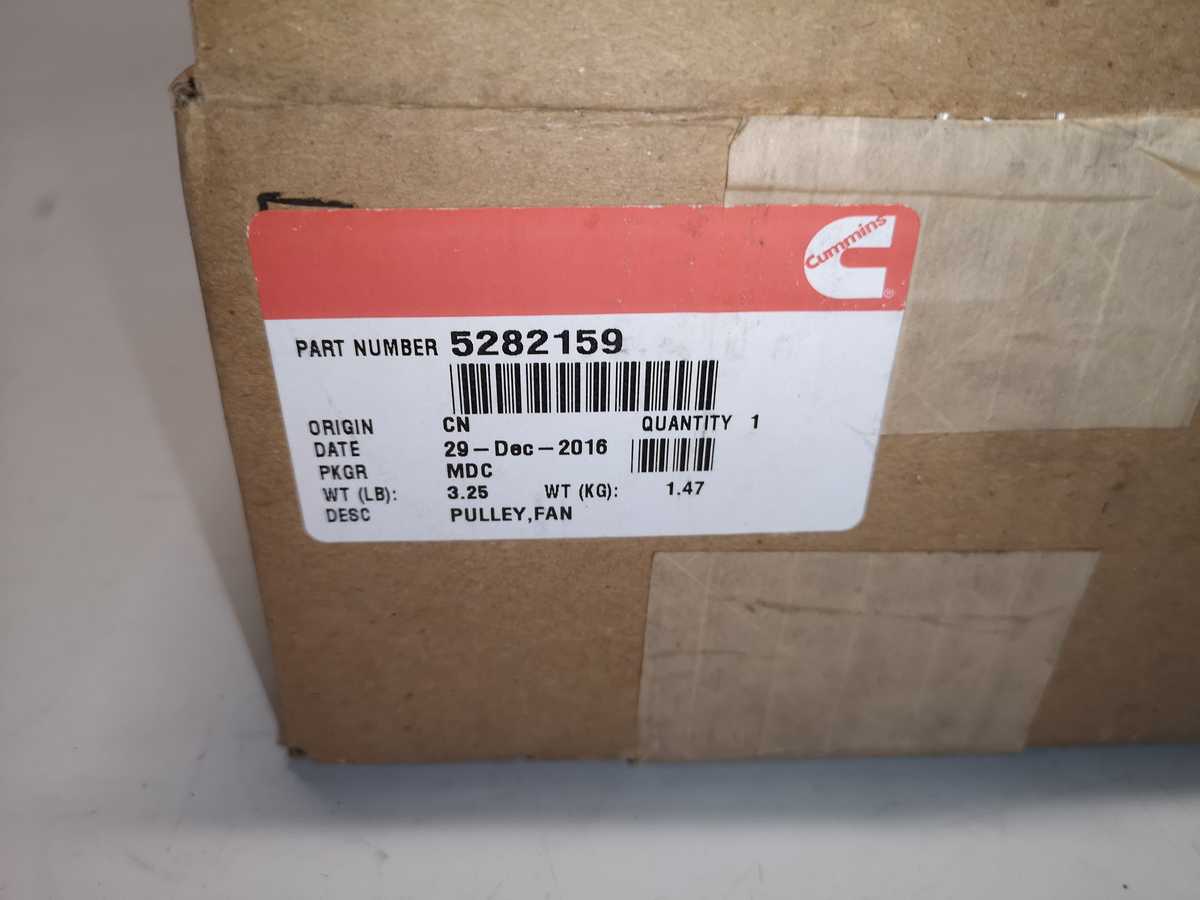 Cummins
®
PART NUMBER 5282159
ORIGIN CN QUANTITY 1
DATE 29-Dec-2016
PKGR MDC
WT (LB): 3.25 WT (KG): 1.47
DESC PULLEY,FAN